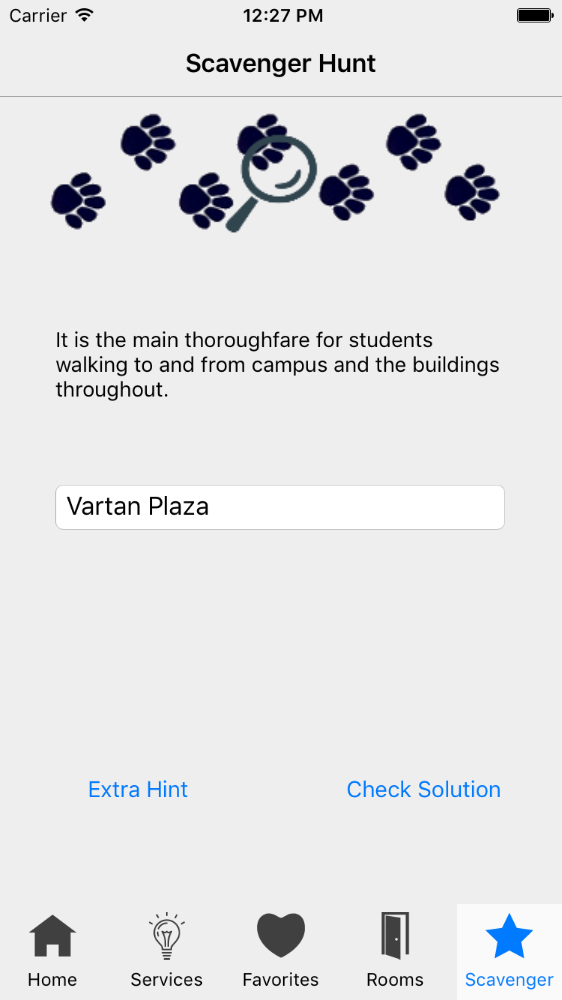 Carrier 12:27 PM
Scavenger Hunt
It is the main thoroughfare for students
walking to and from campus and the buildings
throughout.
Vartan Plaza
Extra Hint Check Solution
Home Services Favorites Rooms Scavenger